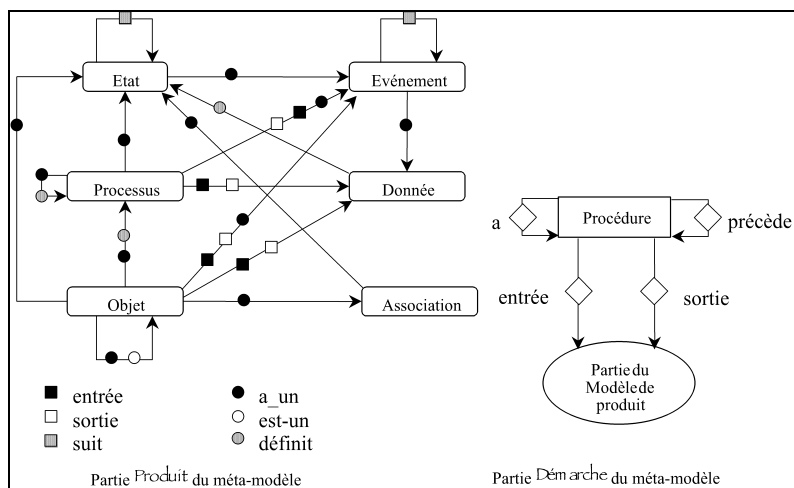 Etat
Evénement
Processus
Donnée
Objet
Association
entrée
sortie
suit
a_un
est-un
définit
Partie Produit du méta-modèle
Procédure
a
précède
entrée
sortie
Partie du
Modèle de
produit
Partie Démarche du méta-modèle